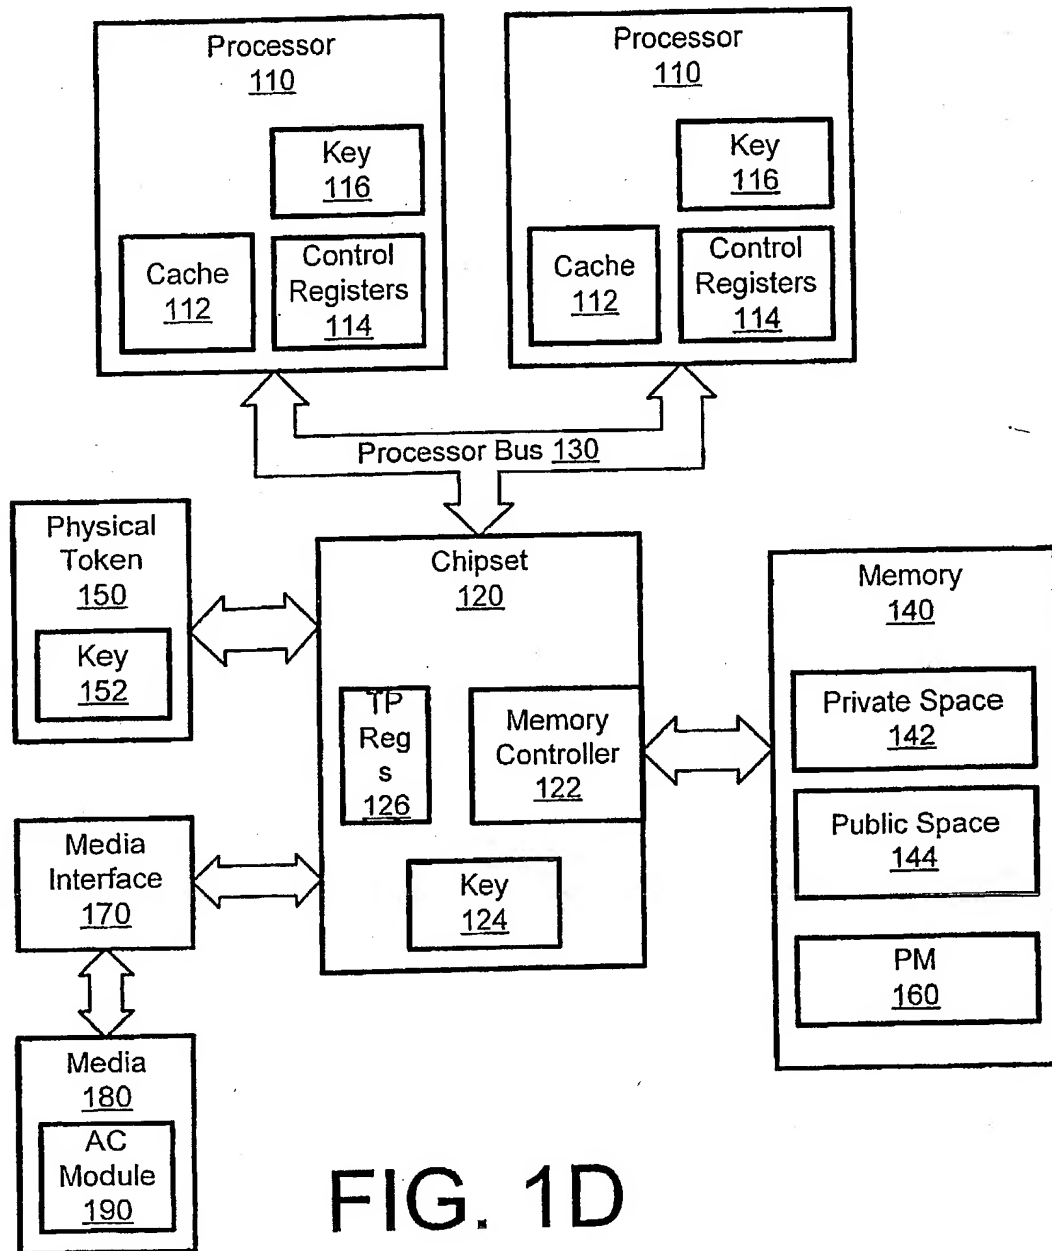 Processor
110
Key
116
Cache
112
Control
Registers
114
Processor
110
Key
116
Cache
112
Control
Registers
114
Processor Bus 130
Physical
Token
150
Key
152
Chipset
120
TP
Reg
s
126
Memory
Controller
122
Key
124
Memory
140
Private Space
142
Public Space
144
PM
160
Media
Interface
170
Media
180
AC
Module
190
FIG. 1D